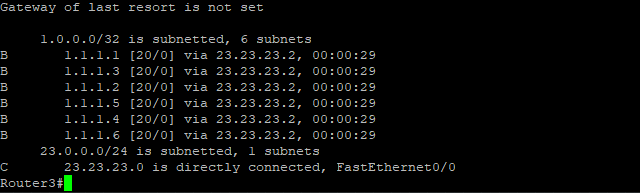 Gateway of last resort is not set
1.0.0.0/32 is subnetted, 6 subnets
B 1.1.1.1 [20/0] via 23.23.23.2, 00:00:29
B 1.1.1.3 [20/0] via 23.23.23.2, 00:00:29
B 1.1.1.2 [20/0] via 23.23.23.2, 00:00:29
B 1.1.1.5 [20/0] via 23.23.23.2, 00:00:29
B 1.1.1.4 [20/0] via 23.23.23.2, 00:00:29
B 1.1.1.6 [20/0] via 23.23.23.2, 00:00:29
23.0.0.0/24 is subnetted, 1 subnets
C 23.23.23.0 is directly connected, FastEthernet0/0
Router3#